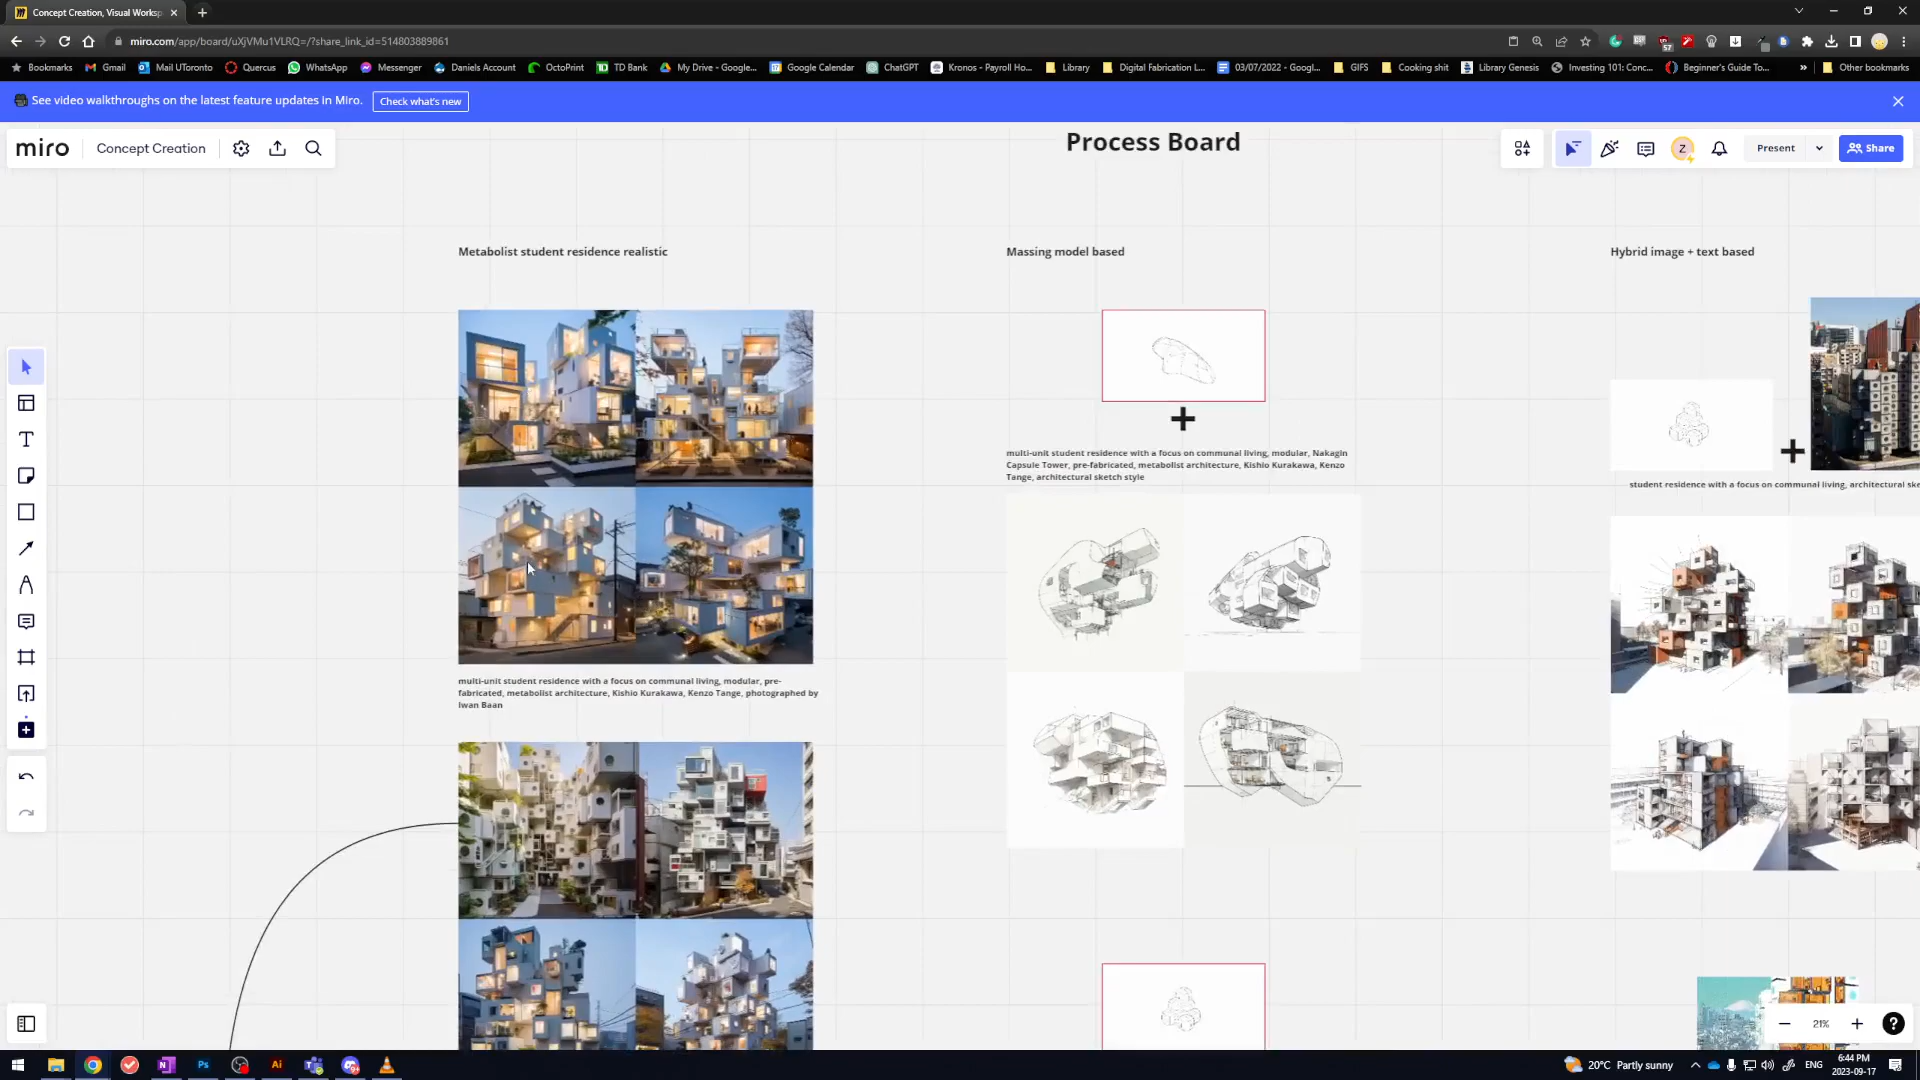 Concept Creation, Visual Worksp
miro.com/app/board/uXjVMu1VLRQ=/?share_link_id=514803889861
57
Bookmarks Gmail Mail UToronto Quercus WhatsApp Messenger Daniels Account OctoPrint TD Bank My Drive - Google... Google Calendar ChatGPT Kronos - Payroll Ho... Library Digital Fabrication L... 03/07/2022 - Googl... GIFS Cooking shit Library Genesis Investing 101: Conc... Beginner's Guide To... » Other bookmarks
See video walkthroughs on the latest feature updates in Miro. Check what's new
miro Concept Creation
Process Board
Z Present Share
Metabolist student residence realistic
Massing model based
Hybrid image + text based
+
multi-unit student residence with a focus on communal living, modular, Nakagin
Capsule Tower, pre-fabricated, metabolist architecture, Kishio Kurakawa, Kenzo
Tange, architectural sketch style
+
student residence with a focus on communal living, architectural ske
multi-unit student residence with a focus on communal living, modular, pre-
fabricated, metabolist architecture, Kishio Kurakawa, Kenzo Tange, photographed by
Iwan Baan
21%
20°C Partly sunny
ENG
6:44 PM
2023-09-17